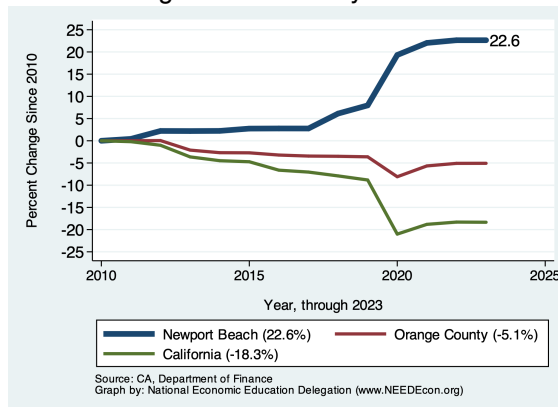 25
20
15
10
5
0
-5
-10
-15
-20
-25
Percent Change Since 2010
22.6
2010
2015
2020
2025
Year, through 2023
Newport Beach (22.6%)
Orange County (-5.1%)
California (-18.3%)
Source: CA, Department of Finance
Graph by: National Economic Education Delegation (www.NEEDEcon.org)